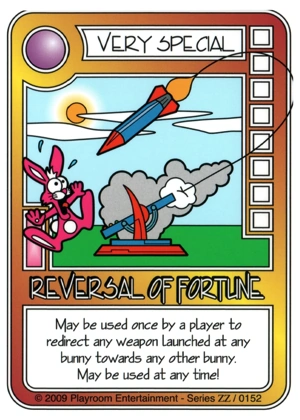 VERY SPECIAL
REVERSAL OF FORTUNE
May be used once by a player to
redirect any weapon launched at any
bunny towards any other bunny.
May be used at any time!
© 2009 Playroom Entertainment - Series ZZ / 0152